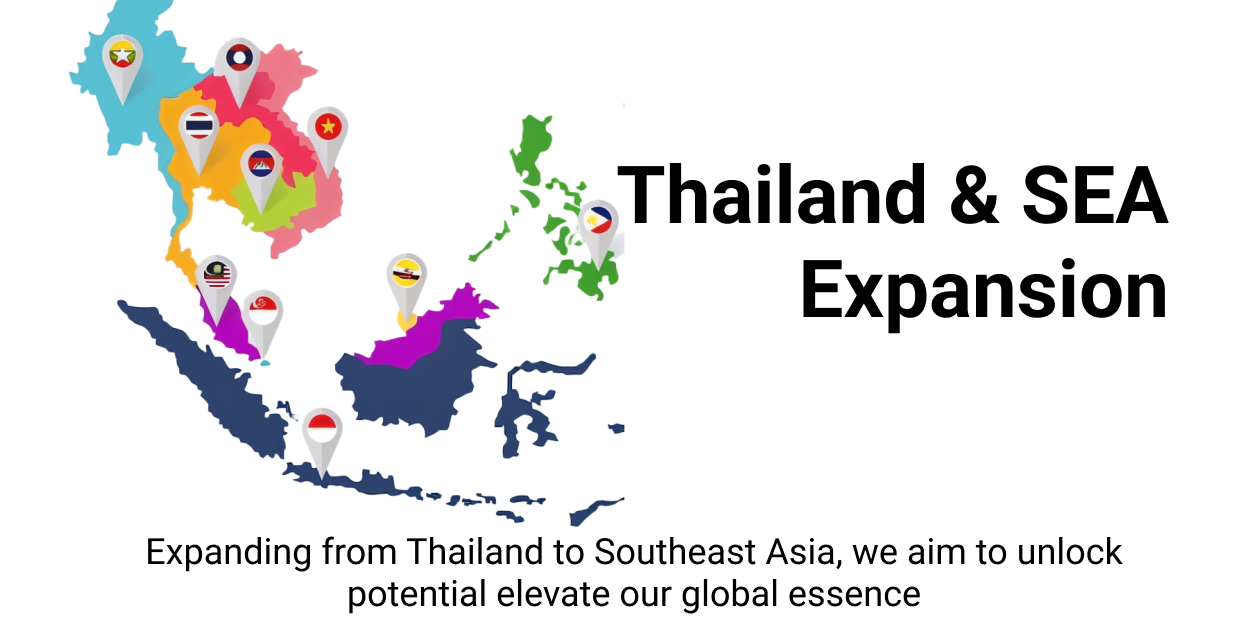 Thailand & SEA
Expansion
Expanding from Thailand to Southeast Asia, we aim to unlock
potential elevate our global essence